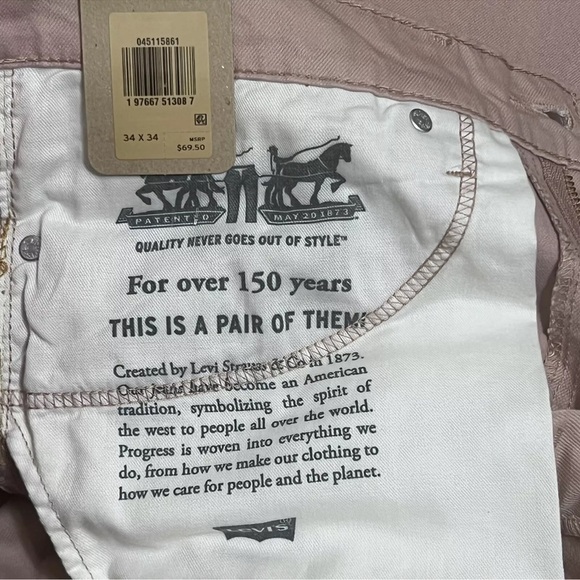 045115861
1 97667 51308 7
34 X 34
MSRP
$69.50
PATENTED MAY 20 1873
QUALITY NEVER GOES OUT OF STYLE™
For over 150 years
THIS IS A PAIR OF THEM!
Created by Levi Strauss & Co in 1873.
Our jeans have become an American
tradition, symbolizing the spirit of
the west to people all over the world.
Progress is woven into everything we
do, from how we make our clothing to
how we care for people and the planet.
LEVI'S